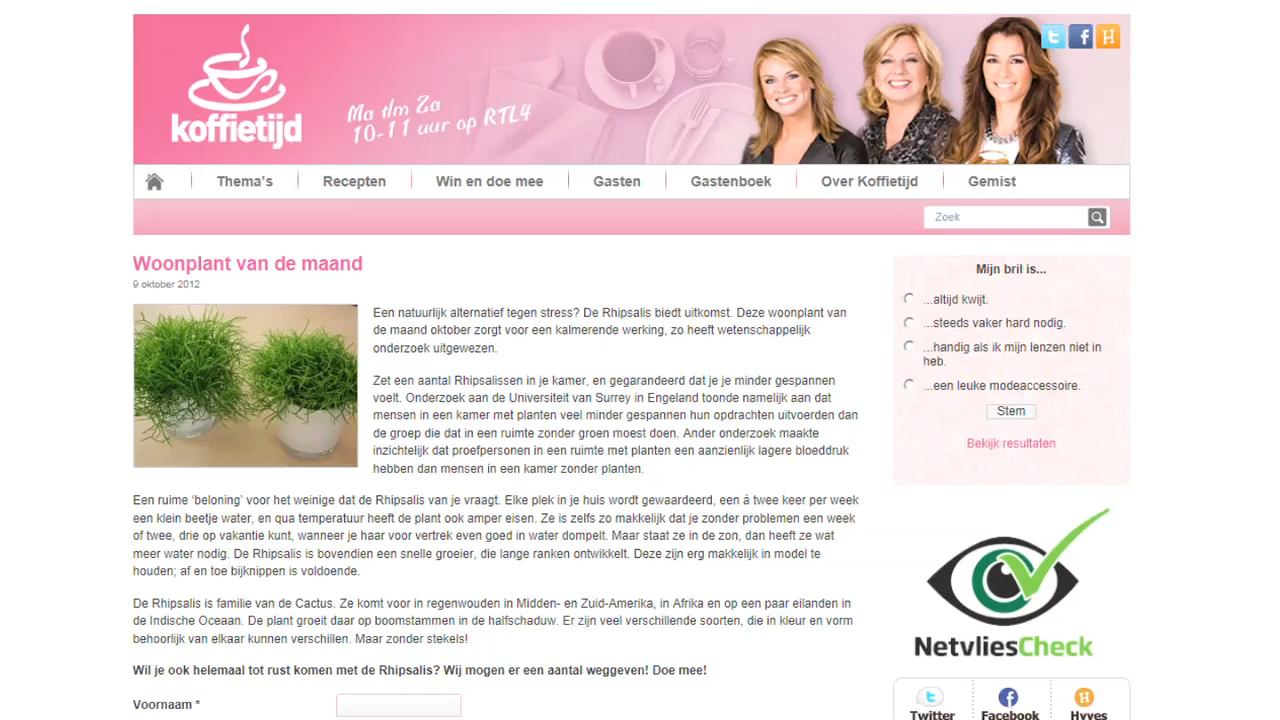 koffietijd
Ma t/m Za
10-11 uur op RTL4
Thema's
Recepten
Win en doe mee
Gasten
Gastenboek
Over Koffietijd
Gemist
Zoek
Woonplant van de maand
9 oktober 2012
Een natuurlijk alternatief tegen stress? De Rhipsalis biedt uitkomst. Deze woonplant van
de maand oktober zorgt voor een kalmerende werking, zo heeft wetenschappelijk
onderzoek uitgewezen.
Zet een aantal Rhipsalissen in je kamer, en gegarandeerd dat je je minder gespannen
voelt. Onderzoek aan de Universiteit van Surrey in Engeland toonde namelijk aan dat
mensen in een kamer met planten veel minder gespannen hun opdrachten uitvoerden dan
de groep die dat in een ruimte zonder groen moest doen. Ander onderzoek maakte
inzichtelijk dat proefpersonen in een ruimte met planten een aanzienlijk lagere bloeddruk
hebben dan mensen in een kamer zonder planten.
Een ruime ‘beloning’ voor het weinige dat de Rhipsalis van je vraagt. Elke plek in je huis wordt gewaardeerd, een á twee keer per week
een klein beetje water, en qua temperatuur heeft de plant ook amper eisen. Ze is zelfs zo makkelijk dat je zonder problemen een week
of twee, drie op vakantie kunt, wanneer je haar voor vertrek even goed in water dompelt. Maar staat ze in de zon, dan heeft ze wat
meer water nodig. De Rhipsalis is bovendien een snelle groeier, die lange ranken ontwikkelt. Deze zijn erg makkelijk in model te
houden; af en toe bijknippen is voldoende.
De Rhipsalis is familie van de Cactus. Ze komt voor in regenwouden in Midden- en Zuid-Amerika, in Afrika en op een paar eilanden in
de Indische Oceaan. De plant groeit daar op boomstammen in de halfschaduw. Er zijn veel verschillende soorten, die in kleur en vorm
behoorlijk van elkaar kunnen verschillen. Maar zonder stekels!
Wil je ook helemaal tot rust komen met de Rhipsalis? Wij mogen er een aantal weggeven! Doe mee!
Voornaam *
Mijn bril is...
...altijd kwijt.
...steeds vaker hard nodig.
...handig als ik mijn lenzen niet in
heb.
...een leuke modeaccessoire.
Stem
Bekijk resultaten
NetvliesCheck
Twitter
Facebook
Hyves